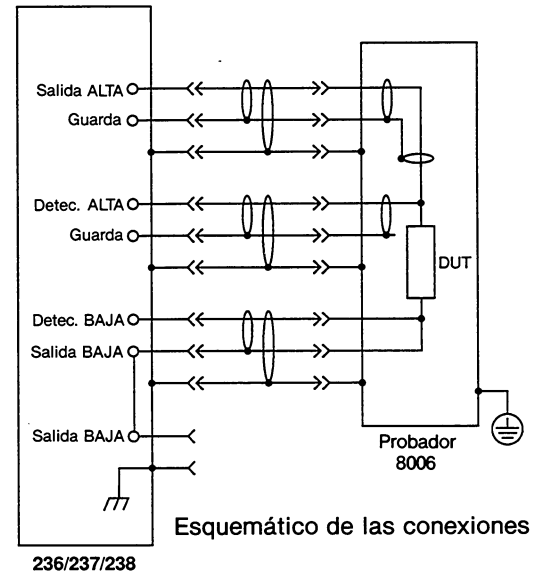 Salida ALTA
Guarda
Detec. ALTA
Guarda
DUT
Detec. BAJA
Salida BAJA
Salida BAJA
Probador
8006
Esquemático de las conexiones
236/237/238